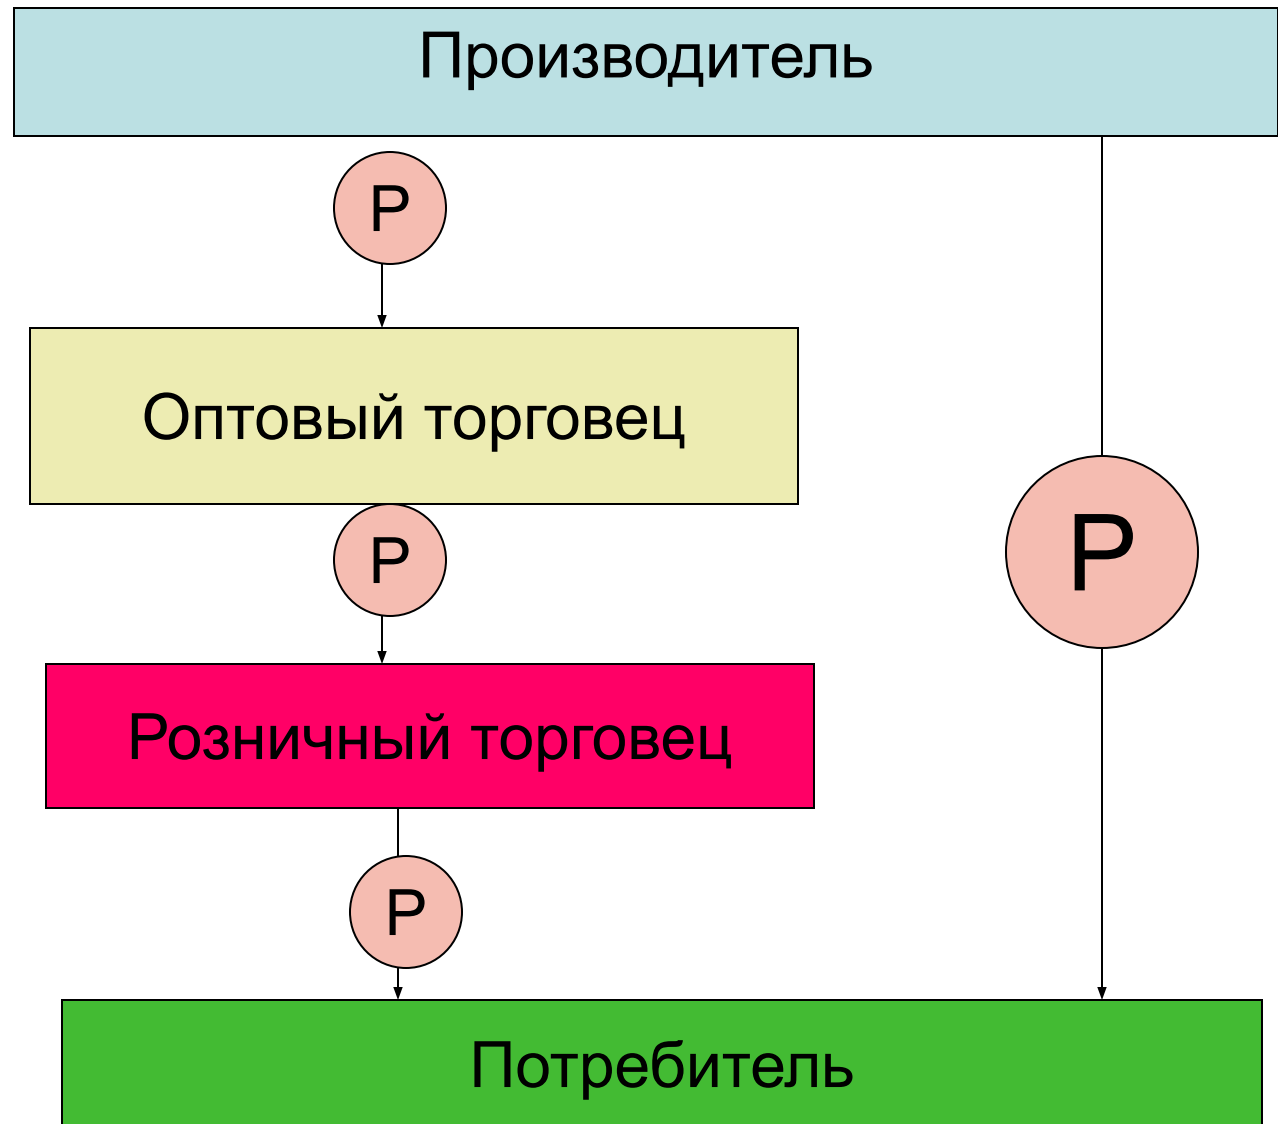 Производитель
Р
Оптовый торговец
Р
Р
Розничный торговец
Р
Потребитель